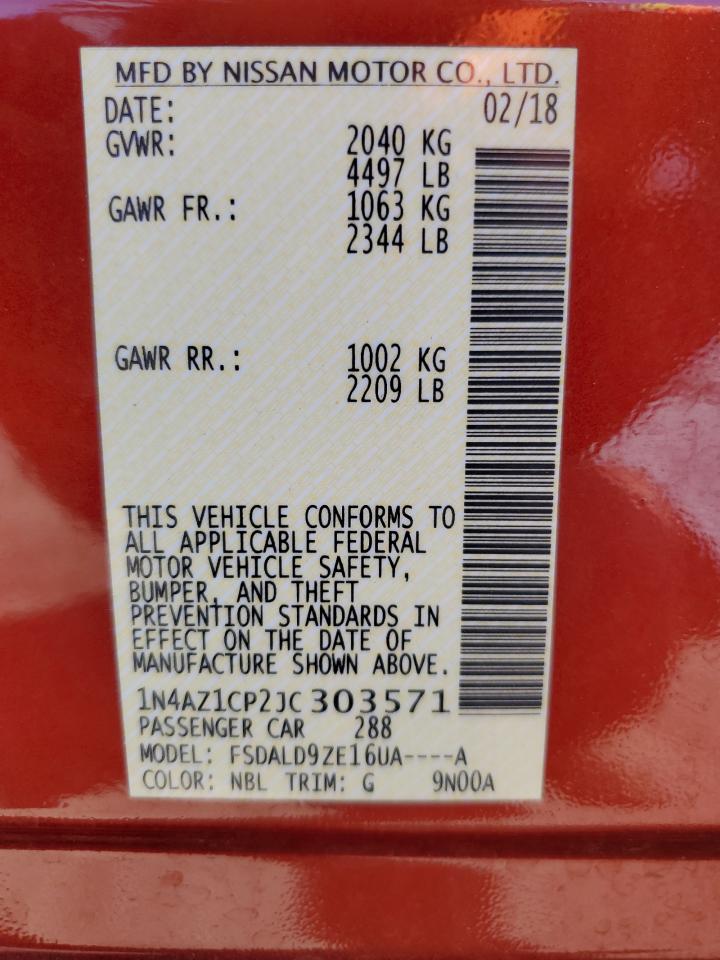 MFD BY NISSAN MOTOR CO., LTD.
DATE: 02/18
GVWR: 2040 KG
4497 LB
GAWR FR.: 1063 KG
2344 LB
GAWR RR.: 1002 KG
2209 LB
THIS VEHICLE CONFORMS TO
ALL APPLICABLE FEDERAL
MOTOR VEHICLE SAFETY,
BUMPER, AND THEFT
PREVENTION STANDARDS IN
EFFECT ON THE DATE OF
MANUFACTURE SHOWN ABOVE.
1N4AZ1CP2JC303571
PASSENGER CAR 288
MODEL: FSDALD9ZE16UA----A
COLOR: NBL TRIM: G 9N00A